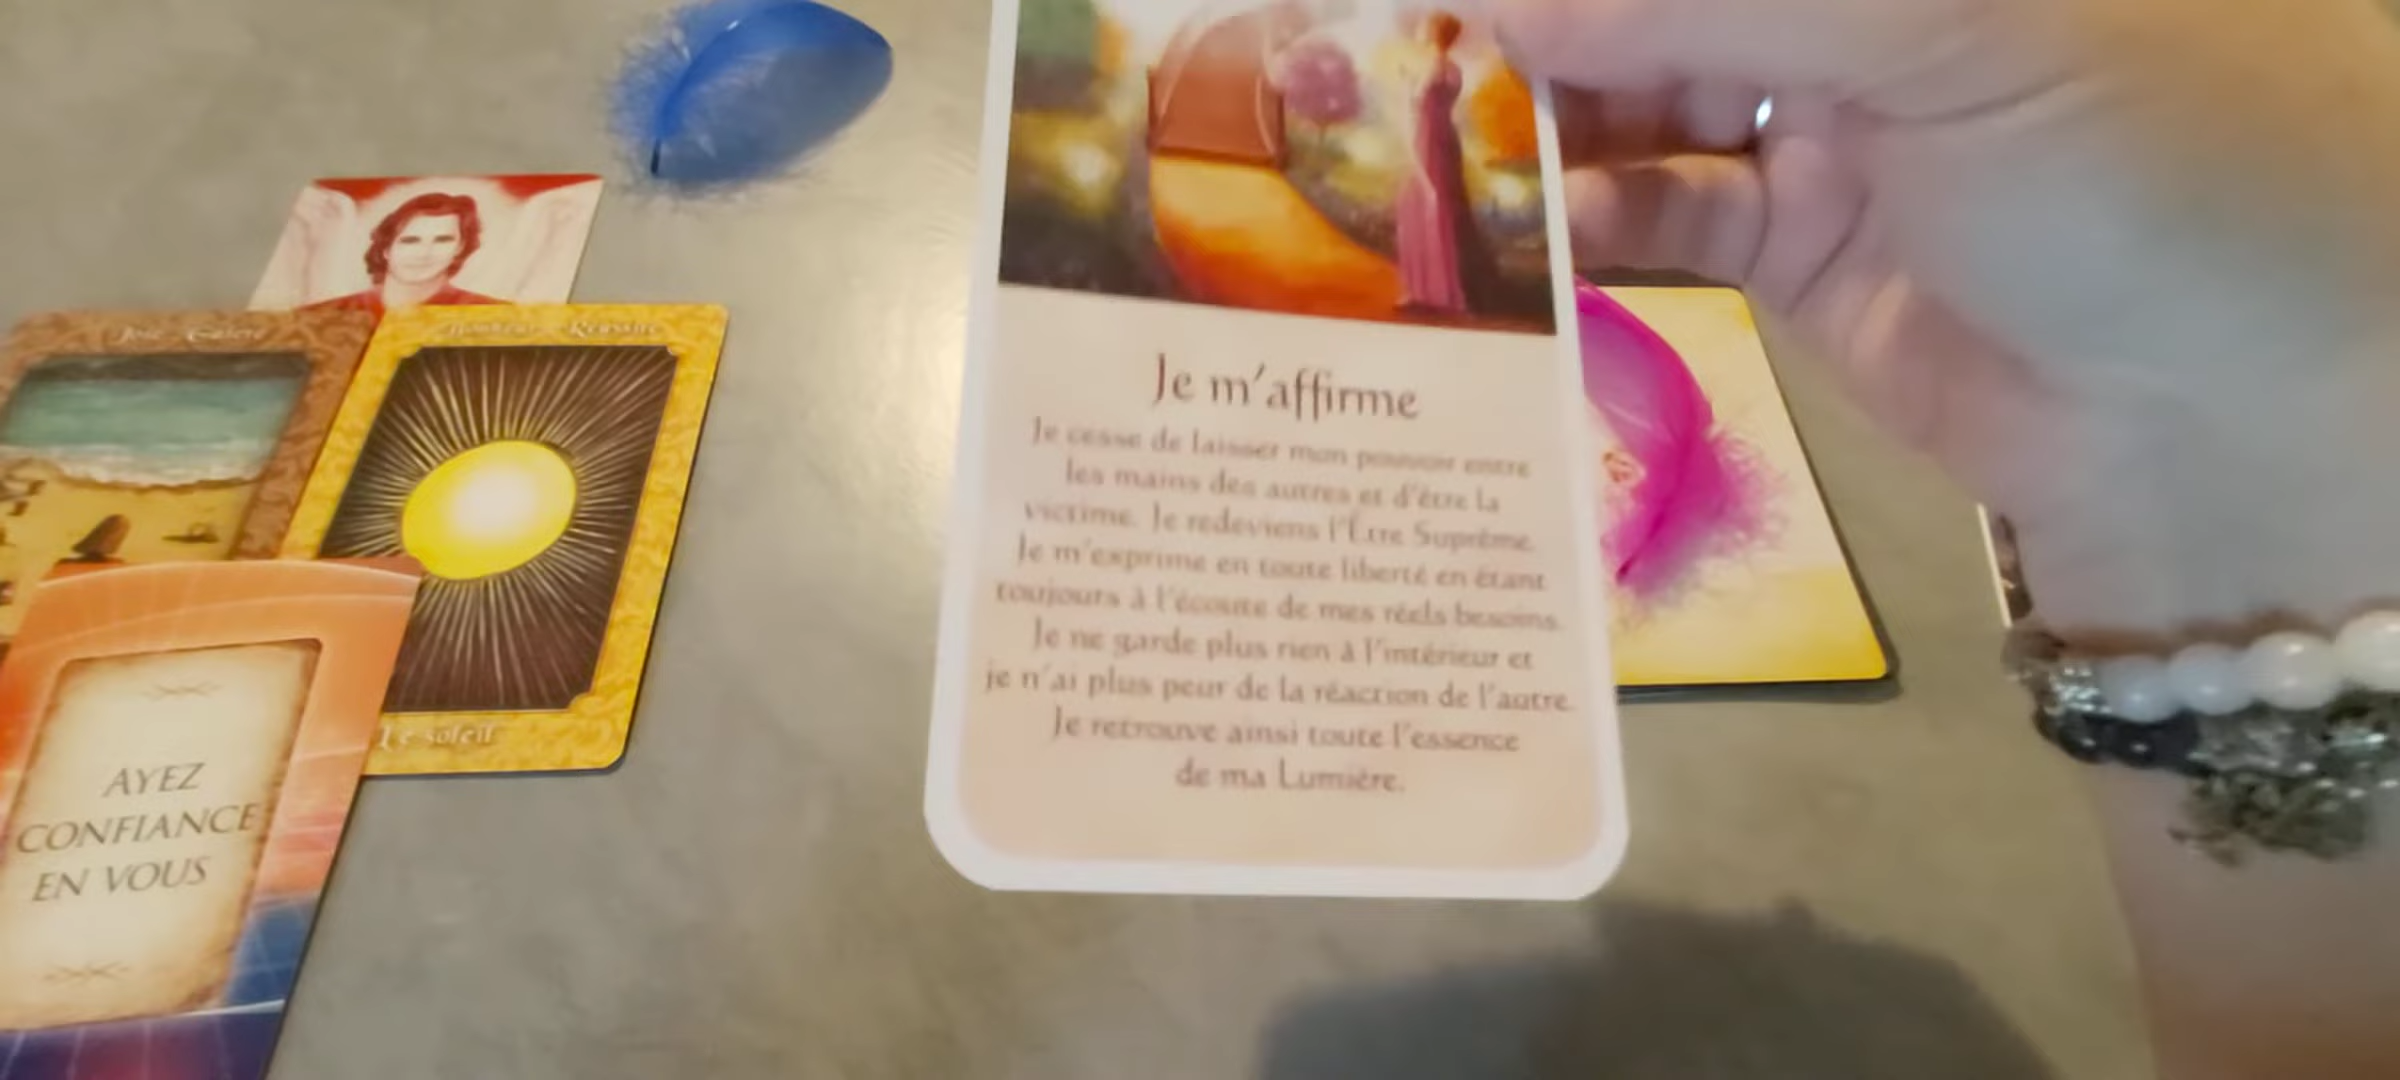 Bonheur - Réussite
Le soleil
AYEZ
CONFIANCE
EN VOUS
Je m'affirme
Je cesse de laisser mon pouvoir entre
les mains des autres et d'être la
victime. Je redeviens l'Être Suprême.
Je m'exprime en toute liberté en étant
toujours à l'écoute de mes réels besoins.
Je ne garde plus rien à l'intérieur et
je n'ai plus peur de la réaction de l'autre.
Je retrouve ainsi toute l'essence
de ma Lumière.